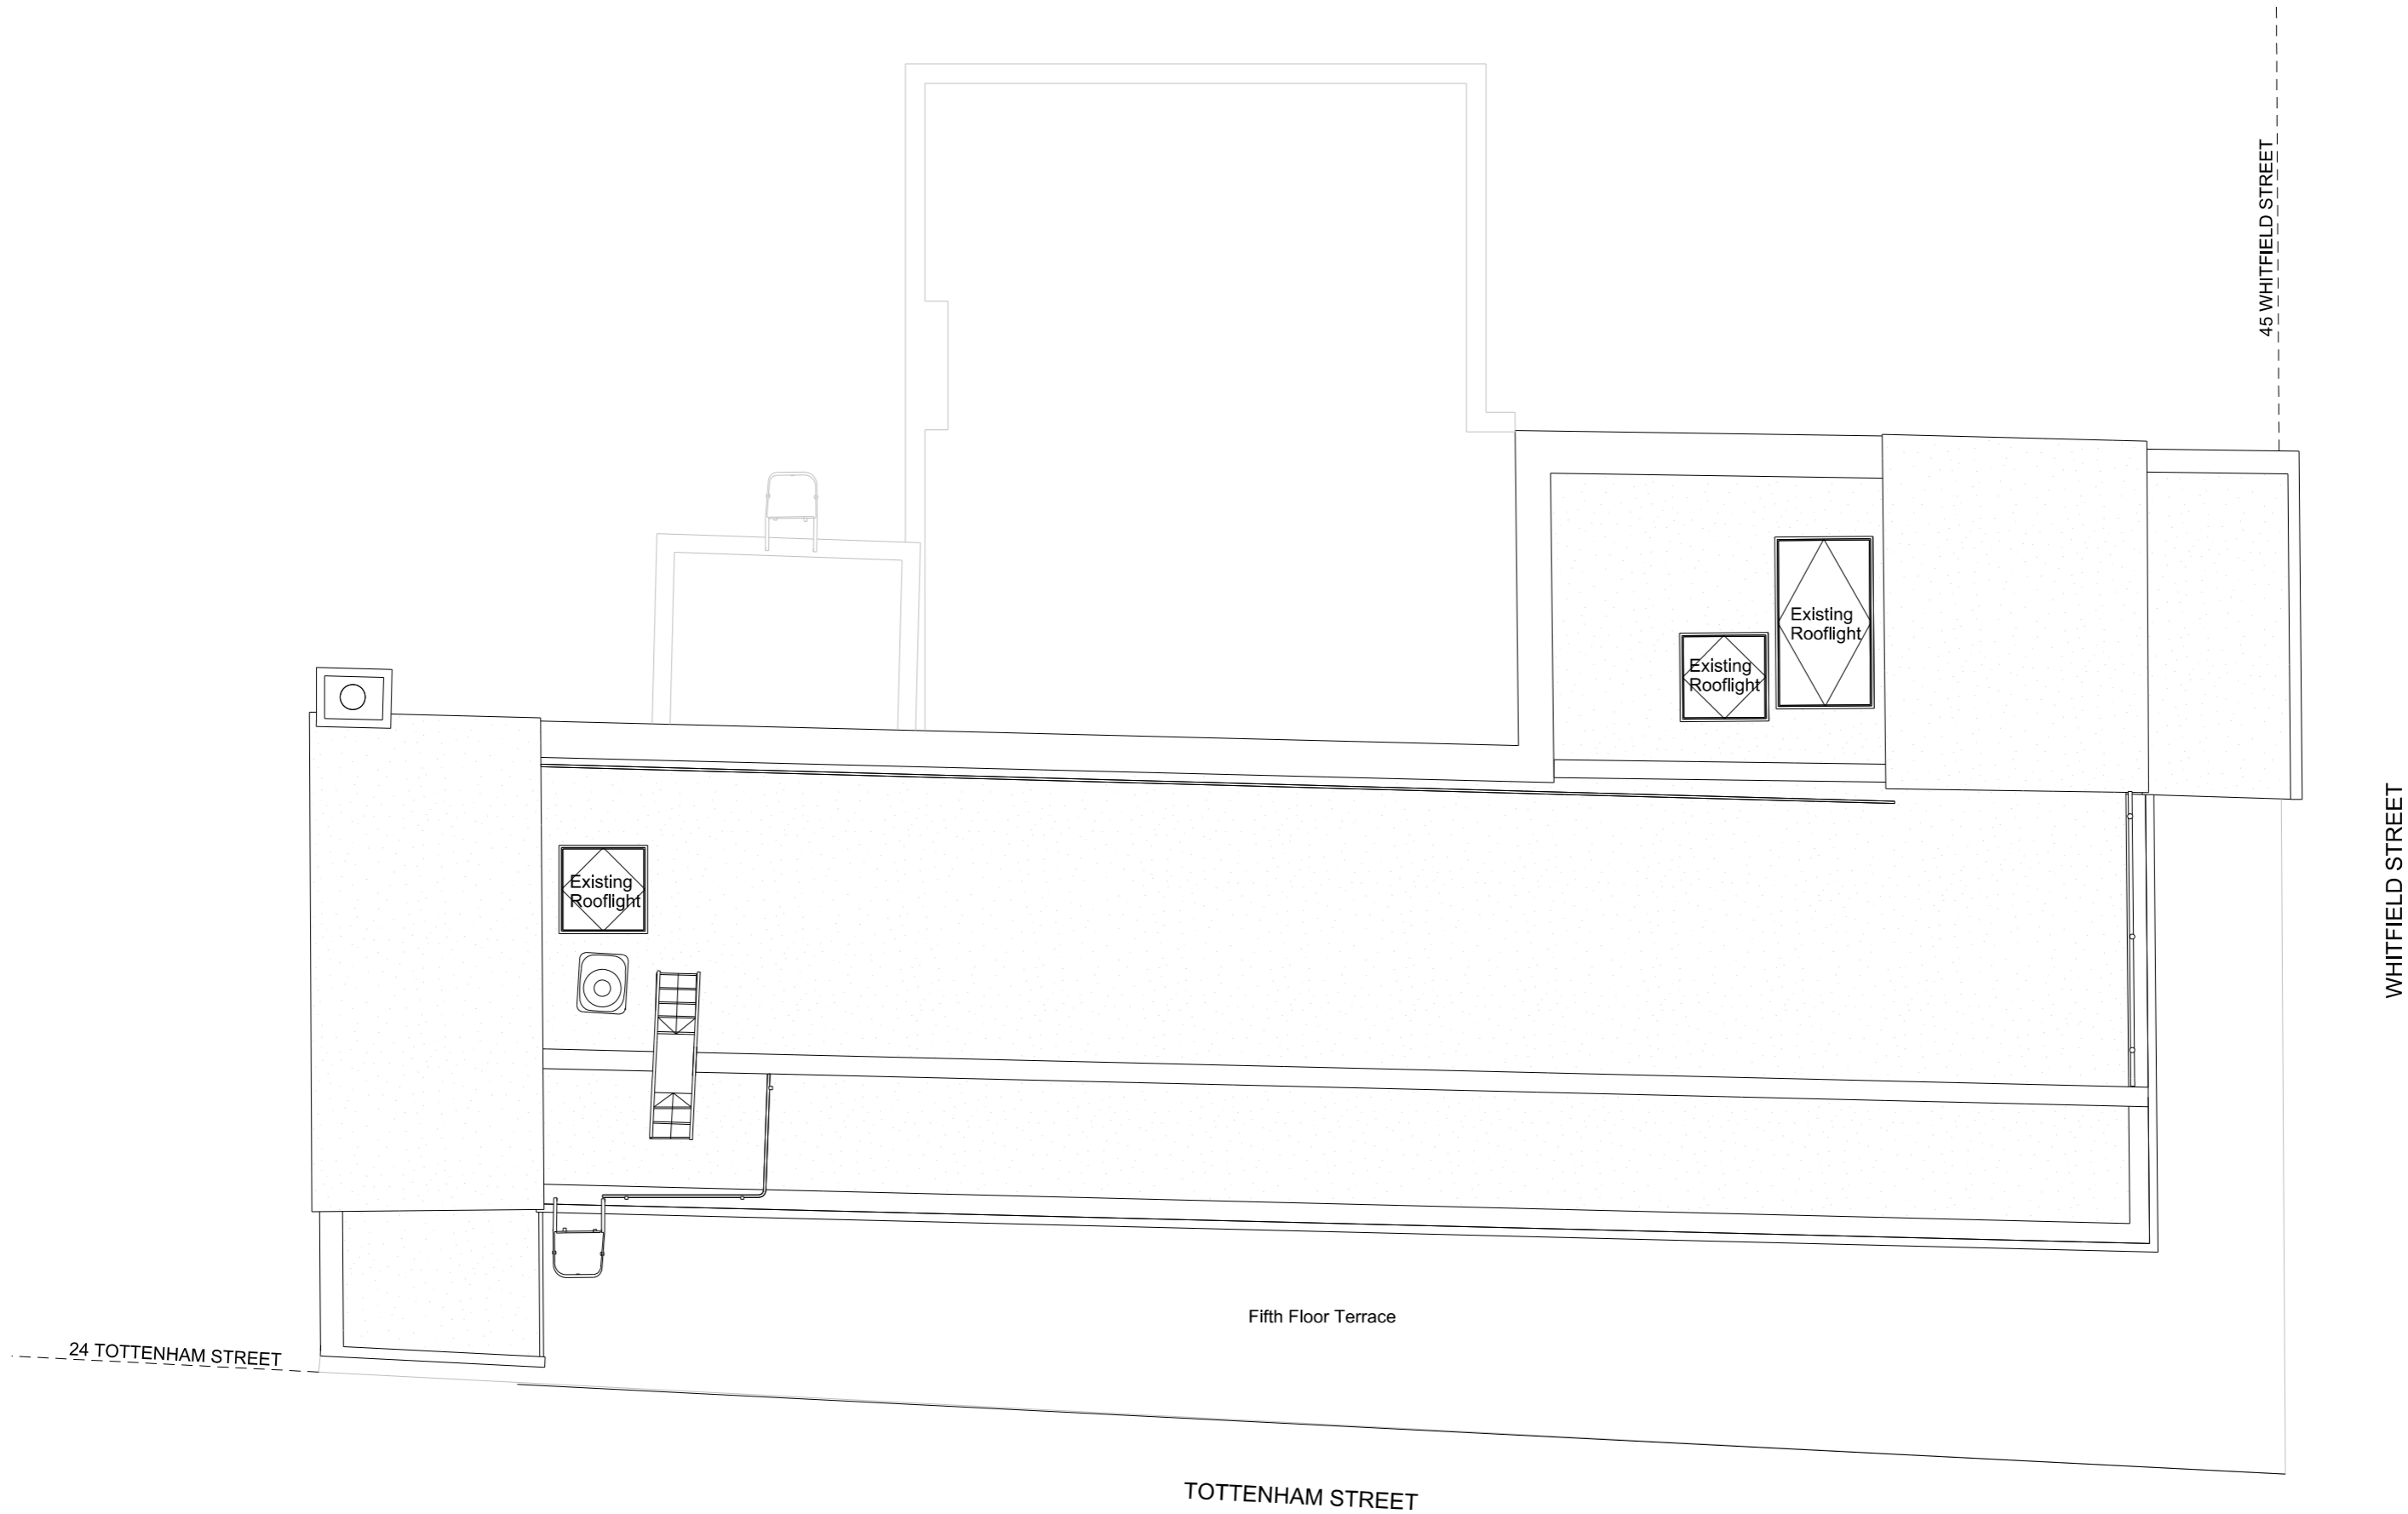 45 WHITFIELD STREET
Existing
Rooflight
Existing
Rooflight
Existing
Rooflight
WHITFIELD STREET
Fifth Floor Terrace
24 TOTTENHAM STREET
TOTTENHAM STREET